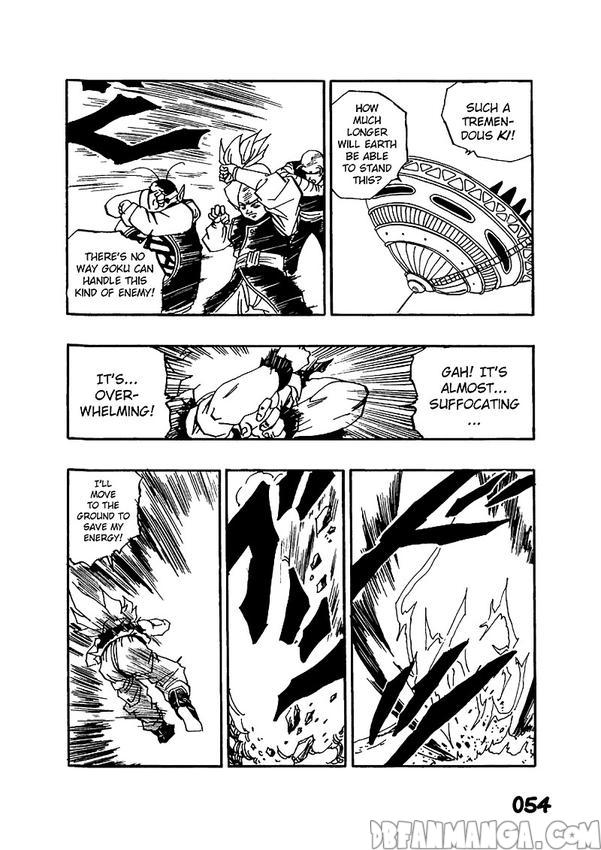 SUCH A
TREMEN-
DOUS KI!
HOW
MUCH
LONGER
WILL EARTH
BE ABLE
TO STAND
THIS?
THERE'S NO
WAY GOKU CAN
HANDLE THIS
KIND OF ENEMY!
GAH! IT'S
ALMOST...
SUFFOCATING
...
IT'S...
OVER-
WHELMING!
I'LL
MOVE
TO THE
GROUND TO
SAVE MY
ENERGY!
054
DBFANMANGA.COM